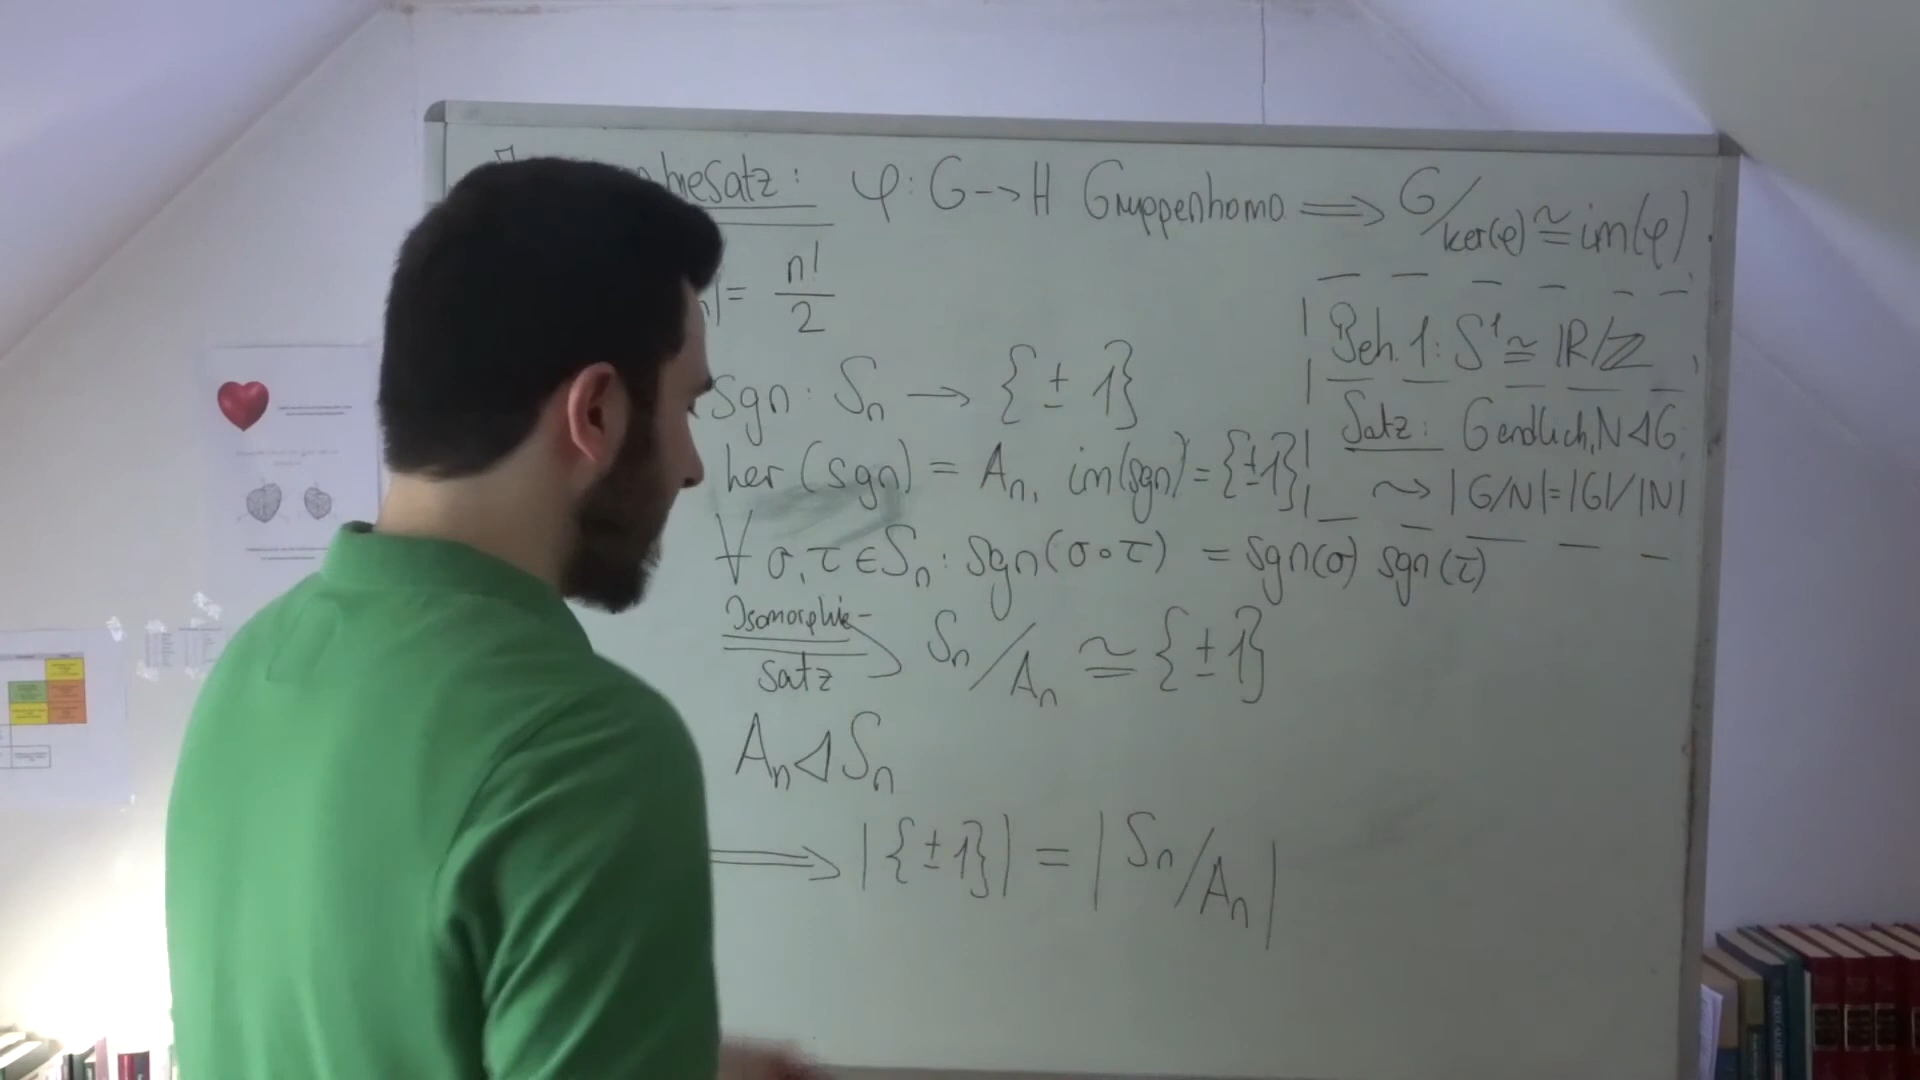 φ: G → H Gruppenhomo ⟹ G/ker(φ) ≅ im(φ)
= n!/2
Beh. 1: S¹ ≅ ℝ/ℤ
sgn: Sₙ → {±1}
Satz: G endlich, N ⊲ G
ker (sgn) = Aₙ, im(sgn) = {±1}
⇝ |G/N| = |G|/|N|
∀ σ, τ ∈ Sₙ: sgn(σ∘τ) = sgn(σ) sgn(τ)
Isomorphie-
satz
Sₙ/Aₙ ≅ {±1}
Aₙ ⊲ Sₙ
⟹ |{±1}| = |Sₙ/Aₙ|